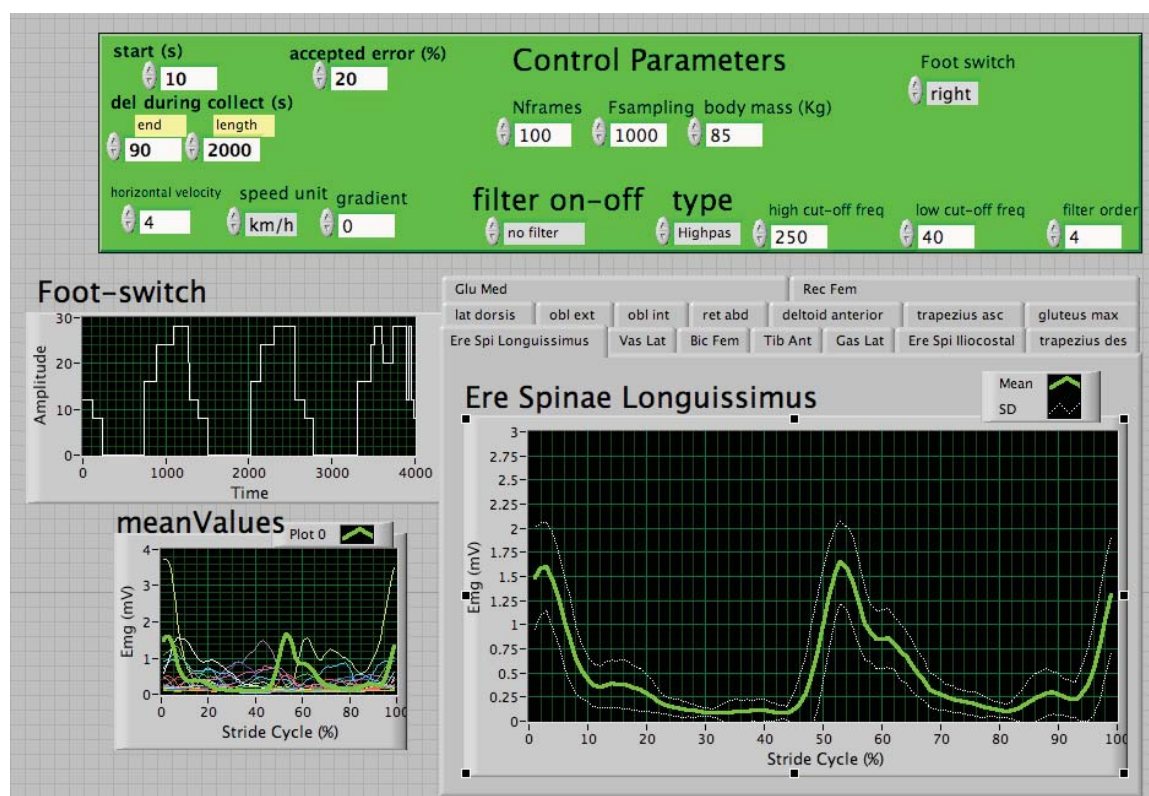 start (s)
10
accepted error (%)
20
Control Parameters
Foot switch
right
del during collect (s)
end
length
90
2000
Nframes
100
Fsampling
1000
body mass (Kg)
85
horizontal velocity
4
speed unit
km/h
gradient
0
filter on-off
no filter
type
Highpas
high cut-off freq
250
low cut-off freq
40
filter order
4
Foot-switch
Amplitude
30-
20-
10-
0-
0 1000 2000 3000 4000
Time
meanValues
Plot 0
Emg (mV)
4-
3-
2-
1-
0-
0 20 40 60 80 100
Stride Cycle (%)
Glu Med
Rec Fem
lat dorsis
obl ext
obl int
ret abd
deltoid anterior
trapezius asc
gluteus max
Ere Spi Longuissimus
Vas Lat
Bic Fem
Tib Ant
Gas Lat
Ere Spi Iliocostal
trapezius des
Ere Spinae Longuissimus
Mean
SD
Emg (mV)
3-
2.75-
2.5-
2.25-
2-
1.75-
1.5-
1.25-
1-
0.75-
0.5-
0.25-
0-
0 10 20 30 40 50 60 70 80 90 100
Stride Cycle (%)